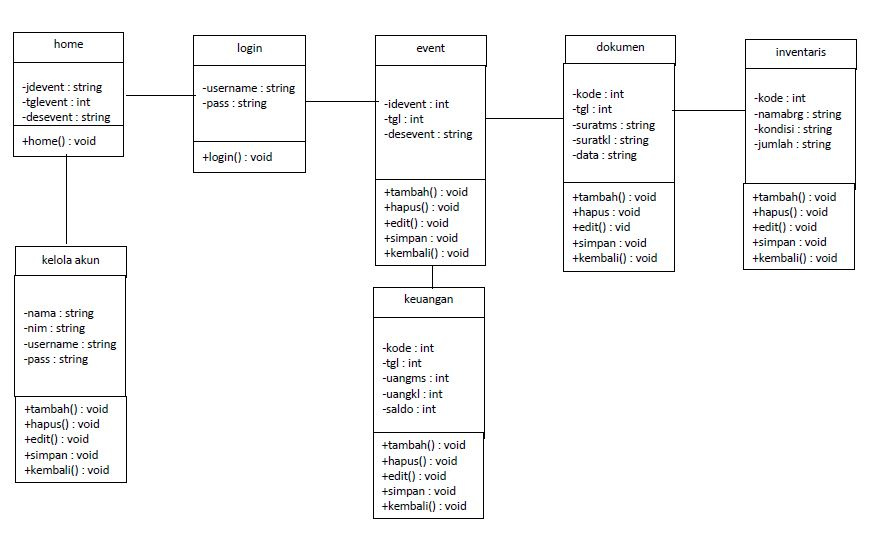 home
-jdevent : string
-tglevent : int
-desevent : string
+home() : void
login
-username : string
-pass : string
+login() : void
event
-idevent : int
-tgl : int
-desevent : string
+tambah() : void
+hapus() : void
+edit() : void
+simpan : void
+kembali() : void
dokumen
-kode : int
-tgl : int
-suratms : string
-suratkl : string
-data : string
+tambah() : void
+hapus : void
+edit() : vid
+simpan : void
+kembali() : void
inventaris
-kode : int
-namabrg : string
-kondisi : string
-jumlah : string
+tambah() : void
+hapus() : void
+edit() : void
+simpan : void
+kembali() : void
kelola akun
-nama : string
-nim : string
-username : string
-pass : string
+tambah() : void
+hapus() : void
+edit() : void
+simpan : void
+kembali() : void
keuangan
-kode : int
-tgl : int
-uangms : int
-uangkl : int
-saldo : int
+tambah() : void
+hapus() : void
+edit() : void
+simpan() : void
+kembali() : void